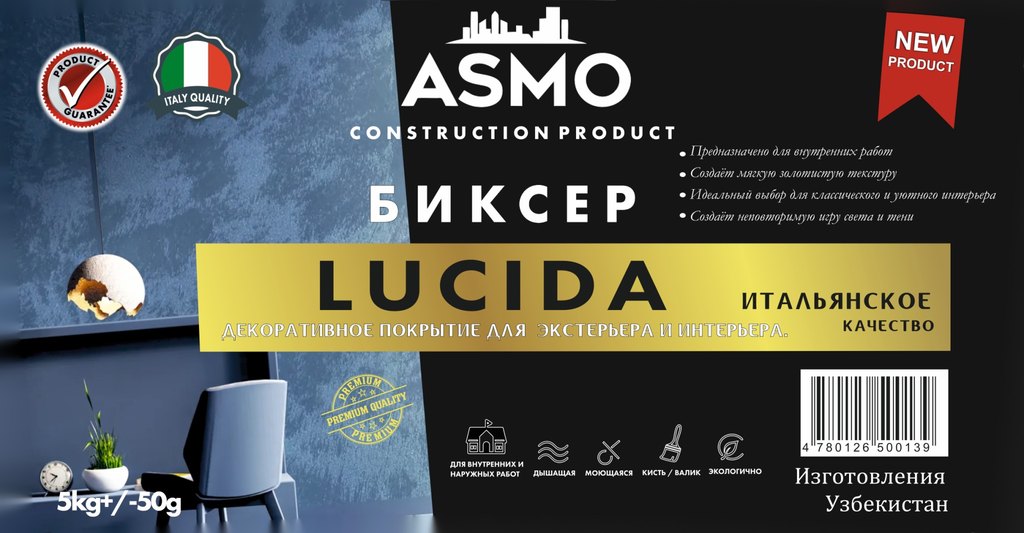 PRODUCT
GUARANTEE
ITALY QUALITY
ASMO
CONSTRUCTION PRODUCT
NEW
PRODUCT
• Предназначено для внутренних работ
• Создаёт мягкую золотистую текстуру
• Идеальный выбор для классического и уютного интерьера
• Создаёт неповторимую игру света и тени
БИКСЕР
LUCIDA
ДЕКОРАТИВНОЕ ПОКРЫТИЕ ДЛЯ ЭКСТЕРЬЕРА И ИНТЕРЬЕРА.
ИТАЛЬЯНСКОЕ
КАЧЕСТВО
PREMIUM
PREMIUM QUALITY
PREMIUM
ДЛЯ ВНУТРЕННИХ И
НАРУЖНЫХ РАБОТ
ДЫШАЩАЯ
МОЮЩАЯСЯ
КИСТЬ / ВАЛИК
ЭКОЛОГИЧНО
4 780126 500139
Изготовления
Узбекистан
5kg+/-50g